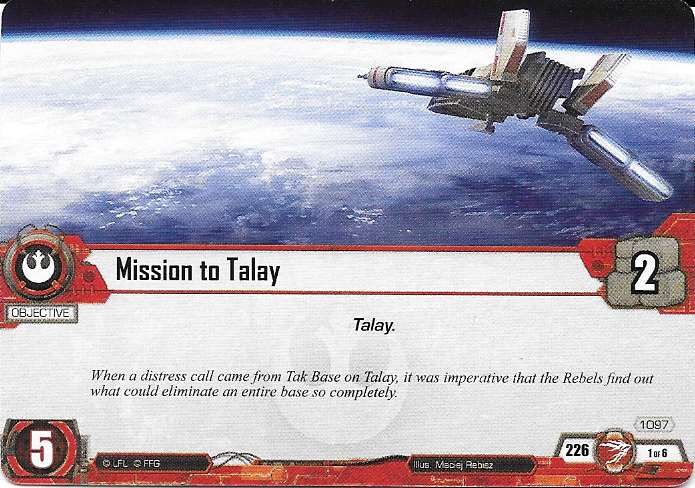 Mission to Talay
2
OBJECTIVE
Talay.
When a distress call came from Tak Base on Talay, it was imperative that the Rebels find out
what could eliminate an entire base so completely.
5
© LFL © FFG
Illus. Maciej Rebisz
1097
226
1 OF 6